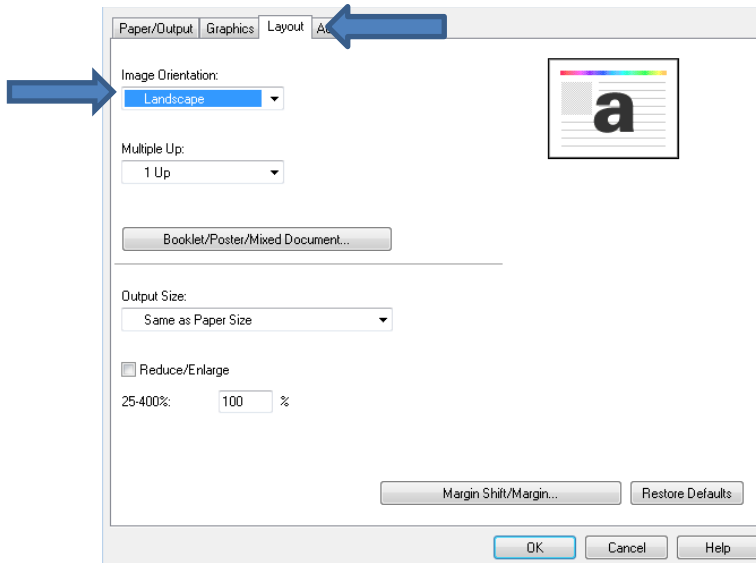 Paper/Output Graphics Layout
Image Orientation:
Landscape
a
Multiple Up:
1 Up
Booklet/Poster/Mixed Document...
Output Size:
Same as Paper Size
Reduce/Enlarge
25-400%: 100 %
Margin Shift/Margin... Restore Defaults
OK Cancel Help